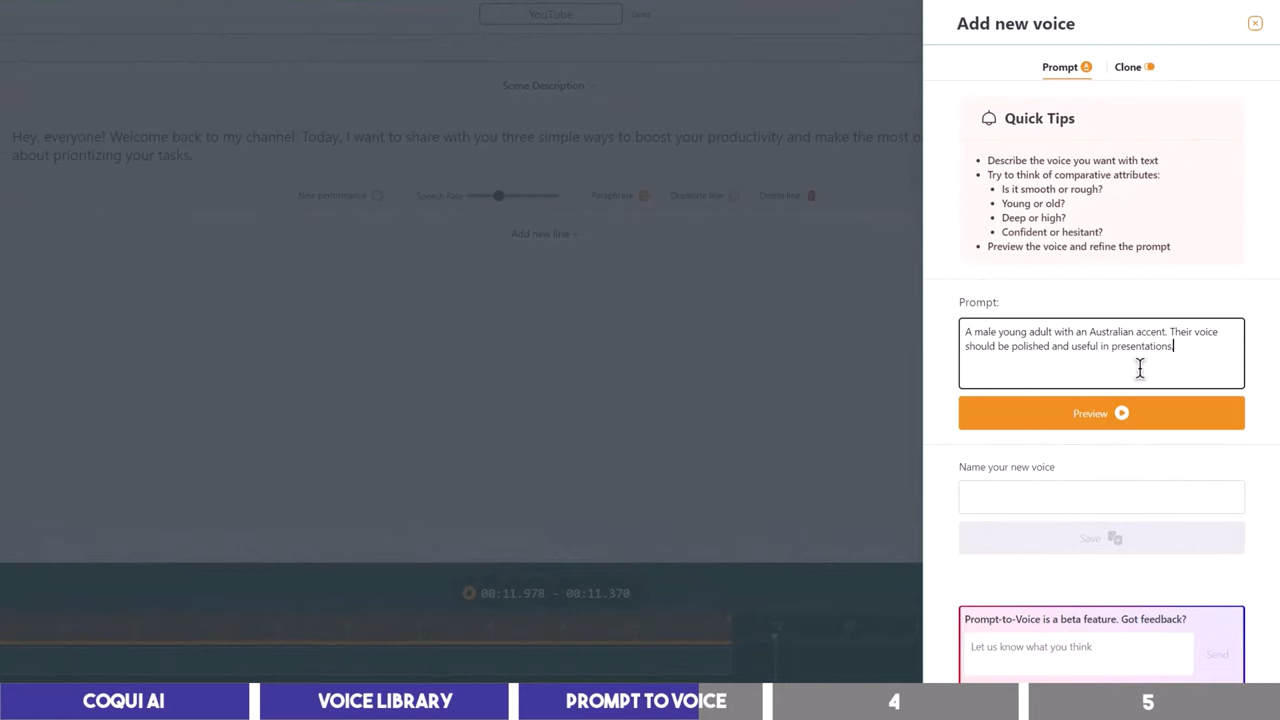 YouTube
Scene Description
Hey, everyone! Welcome back to my channel. Today, I want to share with you three simple ways to boost your productivity and make the most o
about prioritizing your tasks.
New performance
Speech Rate
Paraphrase
Duplicate line
Delete line
Add new line
00:11.978 - 00:11.370
Add new voice
Prompt
Clone
Quick Tips
Describe the voice you want with text
Try to think of comparative attributes:
Is it smooth or rough?
Young or old?
Deep or high?
Confident or hesitant?
Preview the voice and refine the prompt
Prompt:
A male young adult with an Australian accent. Their voice
should be polished and useful in presentations.
Preview
Name your new voice
Save
Prompt-to-Voice is a beta feature. Got feedback?
Let us know what you think
Send
COQUI AI
VOICE LIBRARY
PROMPT TO VOICE
4
5